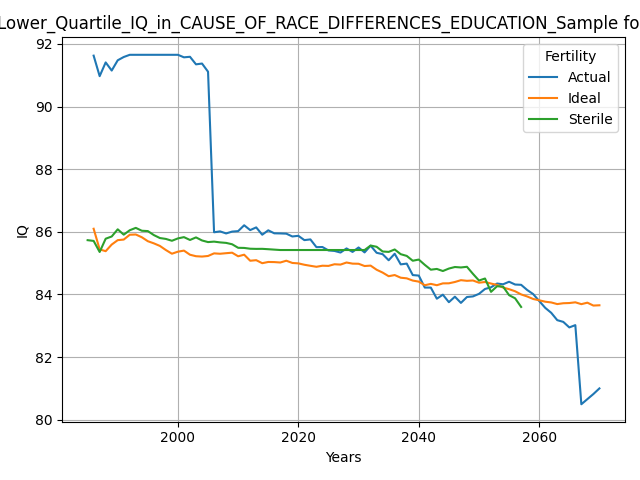 Lower_Quartile_IQ_in_CAUSE_OF_RACE_DIFFERENCES_EDUCATION_Sample fo
Fertility
Actual
Ideal
Sterile
92
90
88
86
84
82
80
IQ
2000 2020 2040 2060
Years